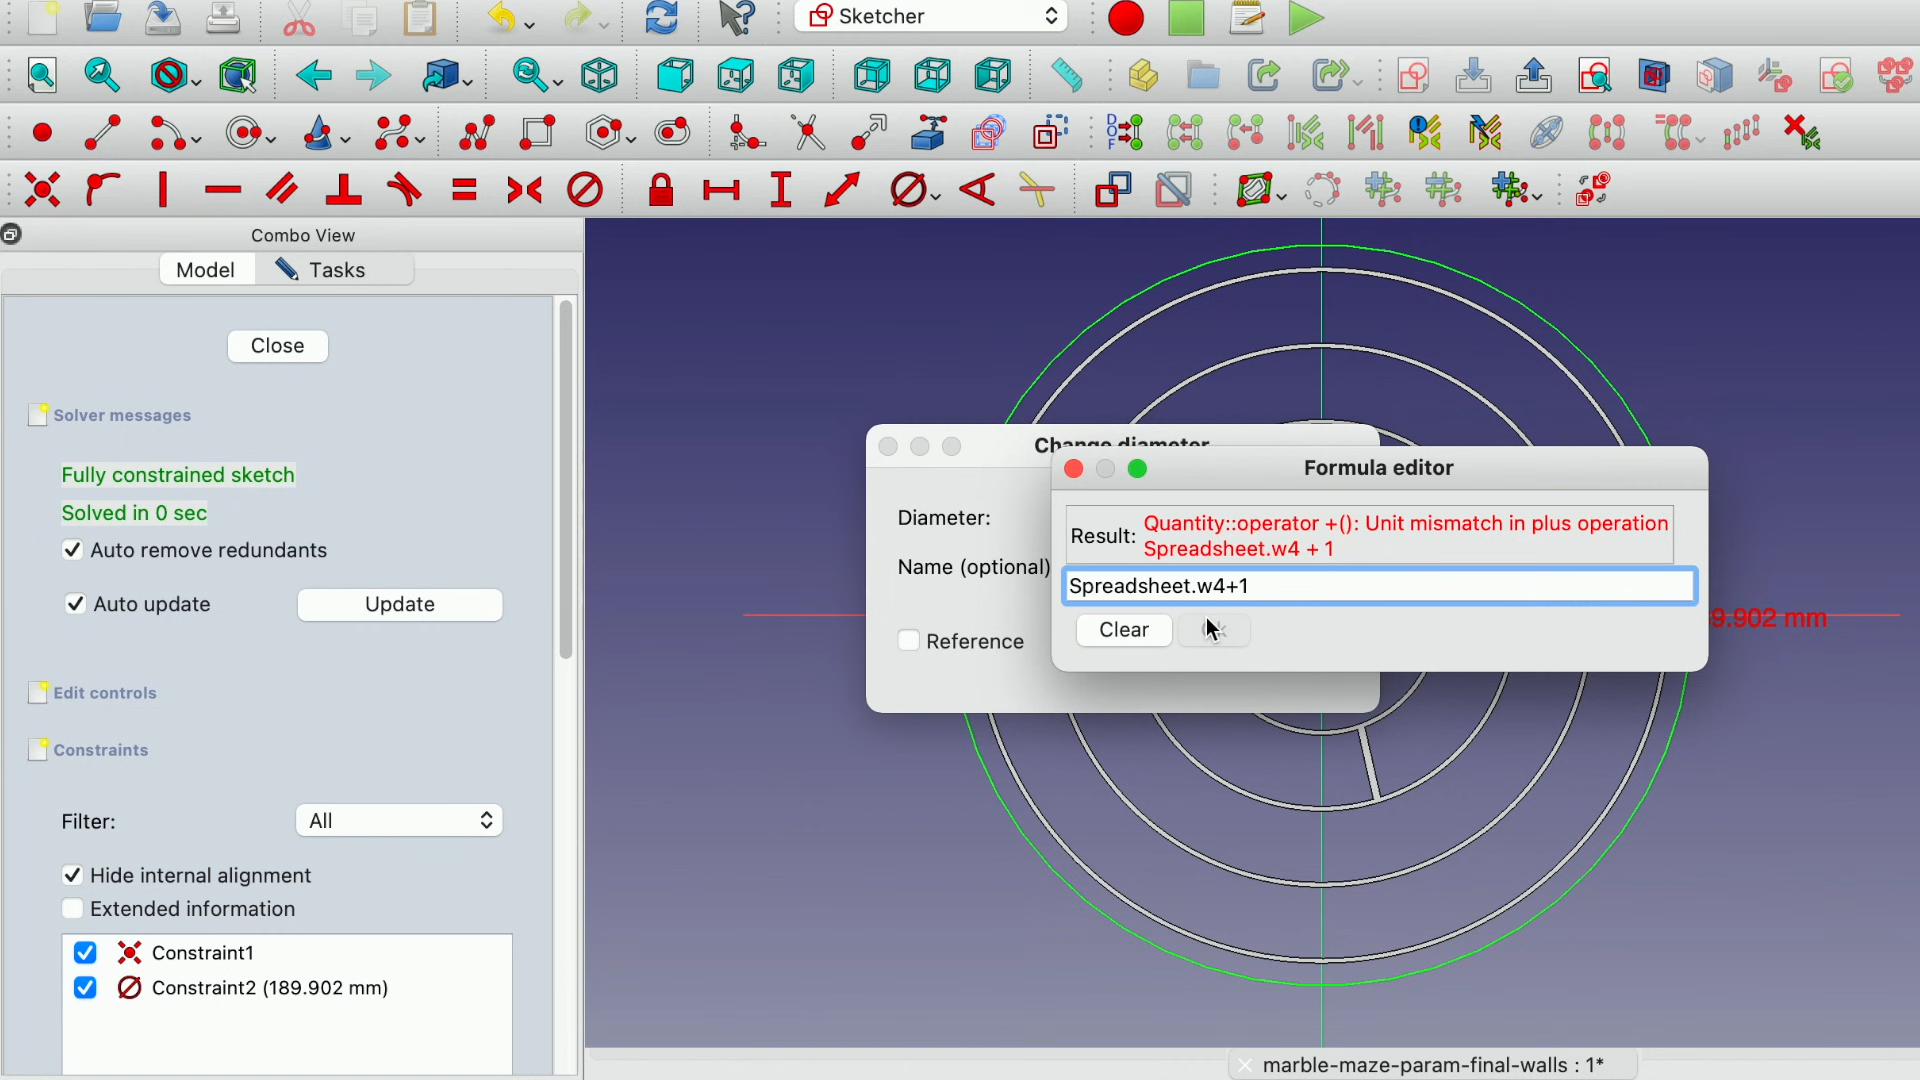 Sketcher
Combo View
Model
Tasks
Close
Solver messages
Fully constrained sketch
Solved in 0 sec
Auto remove redundants
Auto update
Update
Edit controls
Constraints
Filter:
All
Hide internal alignment
Extended information
Constraint1
Constraint2 (189.902 mm)
Change diameter
Diameter:
Name (optional)
Reference
Formula editor
Result: Quantity::operator +(): Unit mismatch in plus operation
Spreadsheet.w4 + 1
Spreadsheet.w4+1
Clear
9.902 mm
marble-maze-param-final-walls : 1*